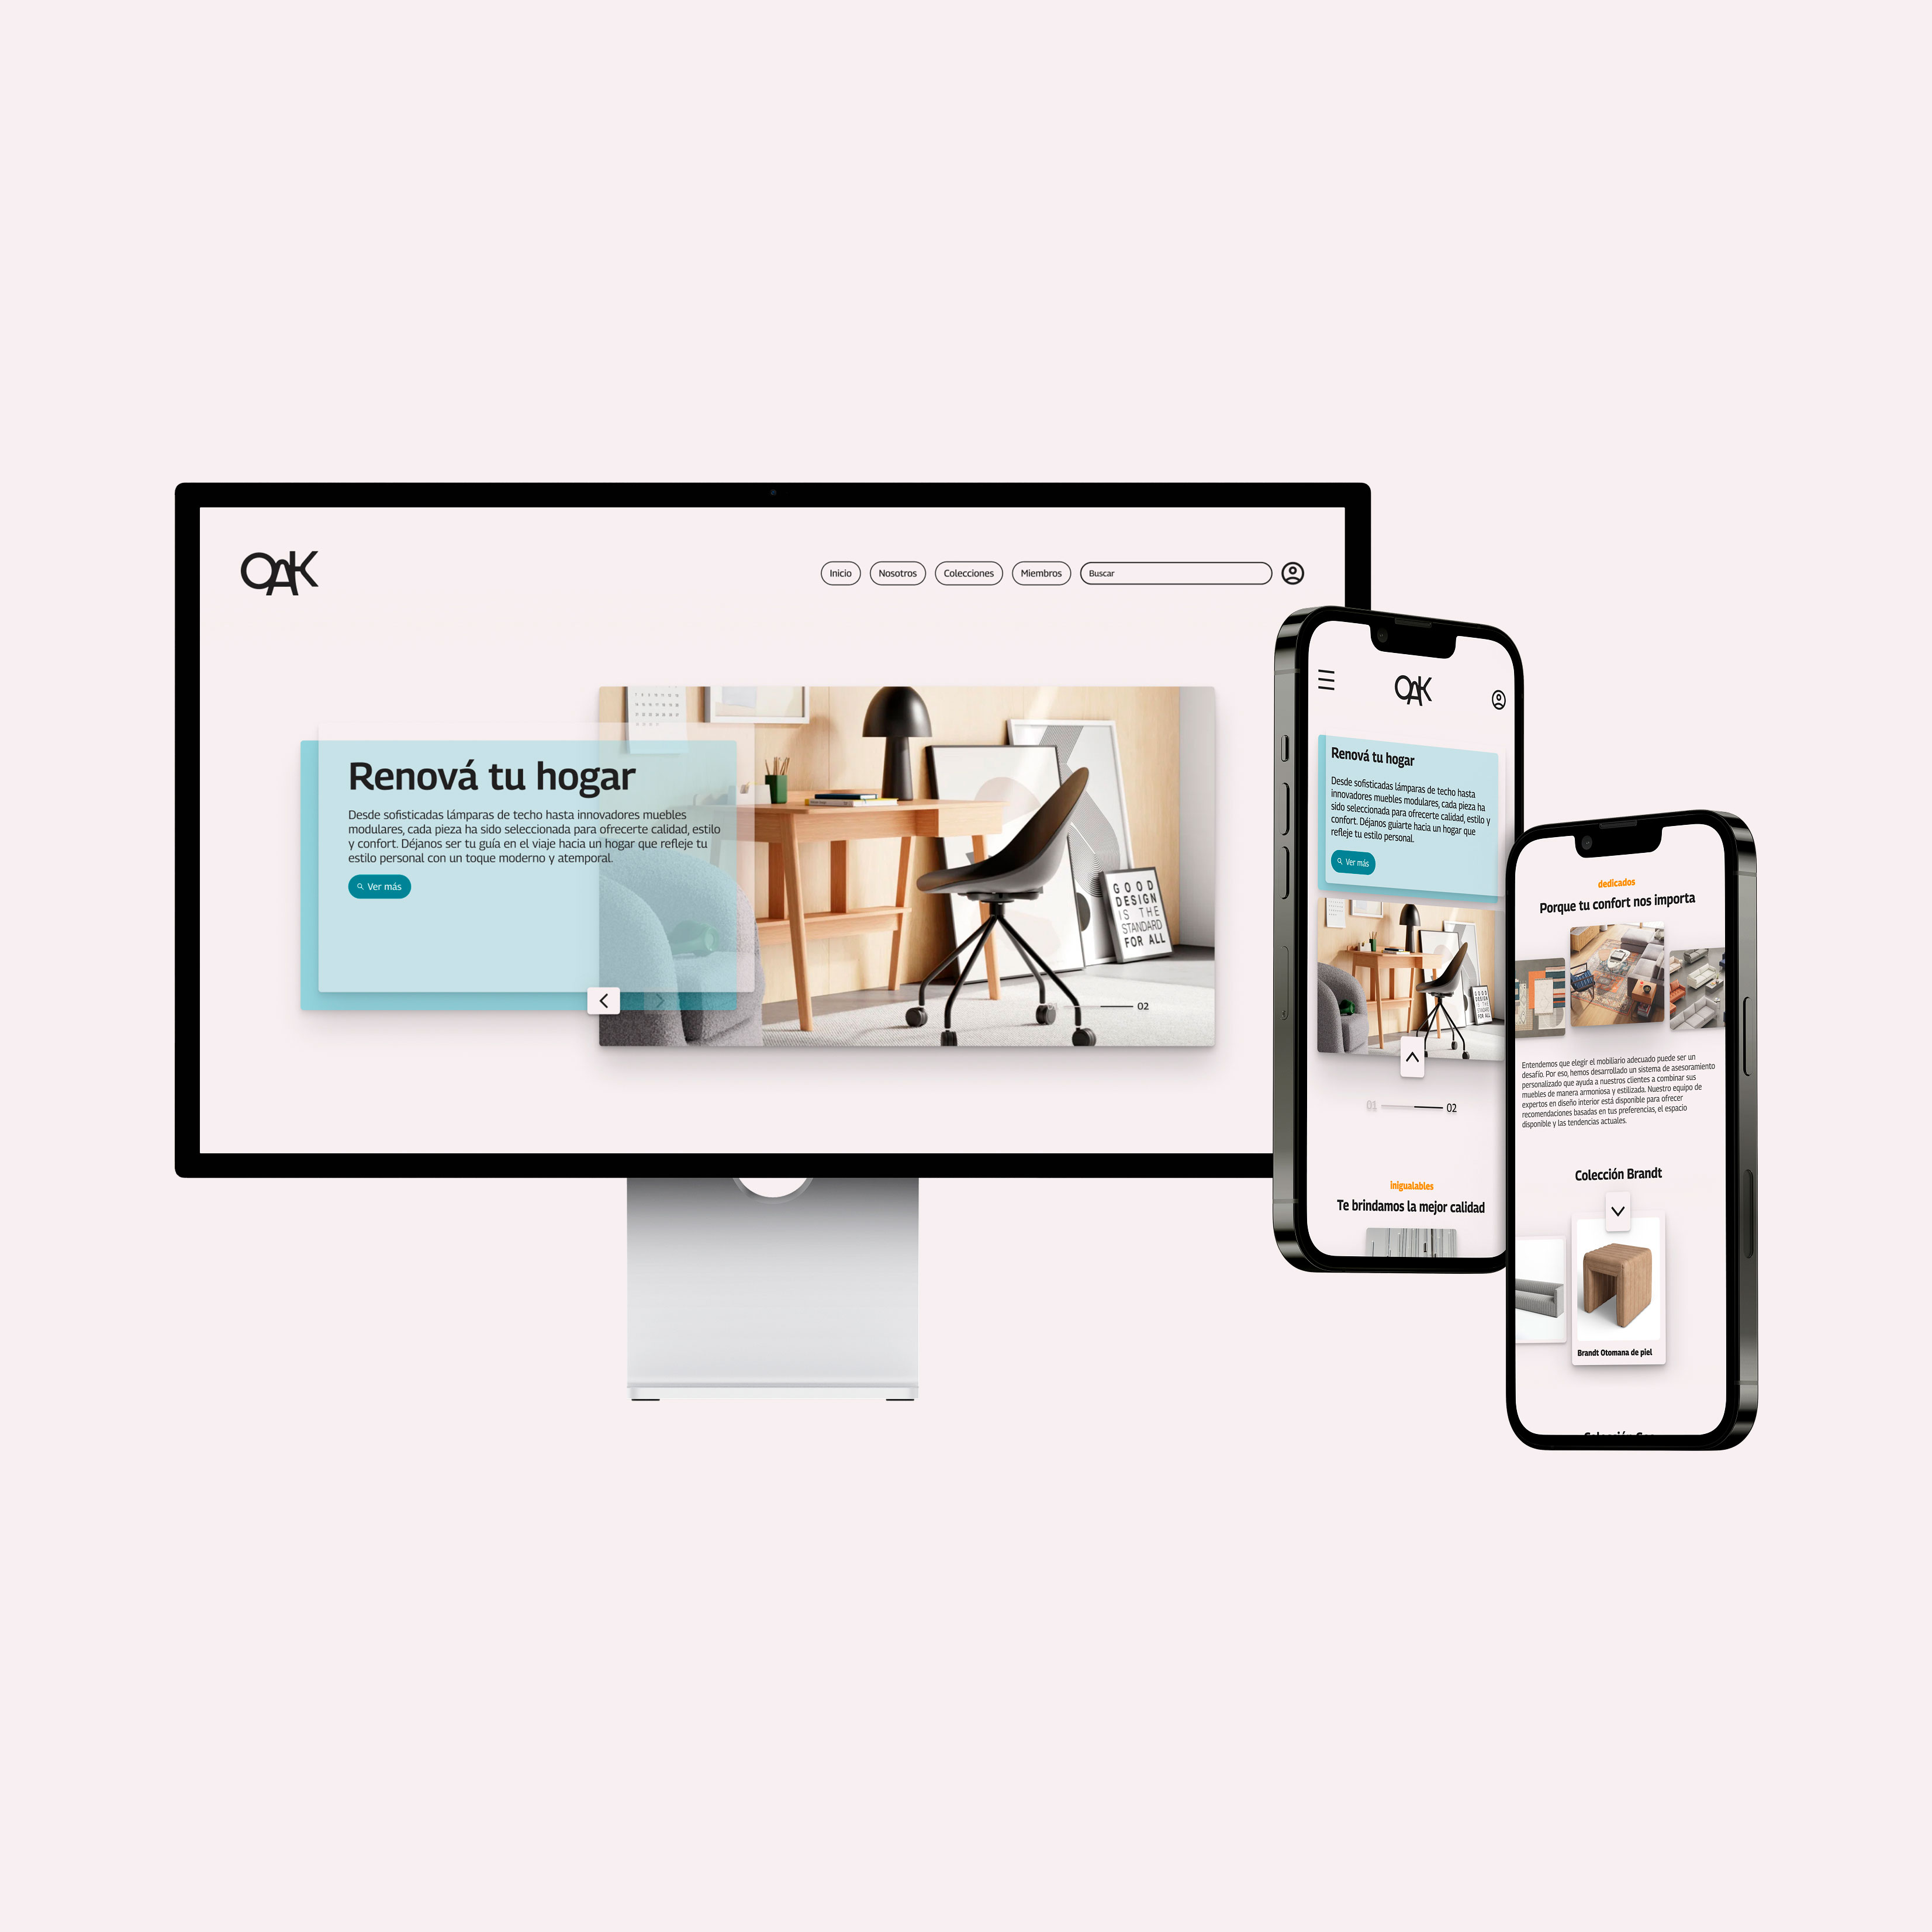 OAK
Inicio
Nosotros
Colecciones
Miembros
Buscar
Renová tu hogar
Desde sofisticadas lámparas de techo hasta innovadores muebles
modulares, cada pieza ha sido seleccionada para ofrecerte calidad, estilo
y confort. Déjanos ser tu guía en el viaje hacia un hogar que refleje tu
estilo personal con un toque moderno y atemporal.
Ver más
GOOD
DESIGN
IS THE
STANDARD
FOR ALL
02
OAK
Renová tu hogar
Desde sofisticadas lámparas de techo hasta
innovadores muebles modulares, cada pieza ha
sido seleccionada para ofrecerte calidad, estilo y
confort. Déjanos guiarte hacia un hogar que
refleje tu estilo personal.
Ver más
GOOD
DESIGN
IS THE
STANDARD
FOR ALL
01
02
inigualables
Te brindamos la mejor calidad
dedicados
Porque tu confort nos importa
Entendemos que elegir el mobiliario adecuado puede ser un
desafío. Por eso, hemos desarrollado un sistema de asesoramiento
personalizado que ayuda a nuestros clientes a combinar sus
muebles de manera armoniosa y estilizada. Nuestro equipo de
expertos en diseño interior está disponible para ofrecer
recomendaciones basadas en tus preferencias, el espacio
disponible y las tendencias actuales.
Colección Brandt
Brandt Otomana de piel